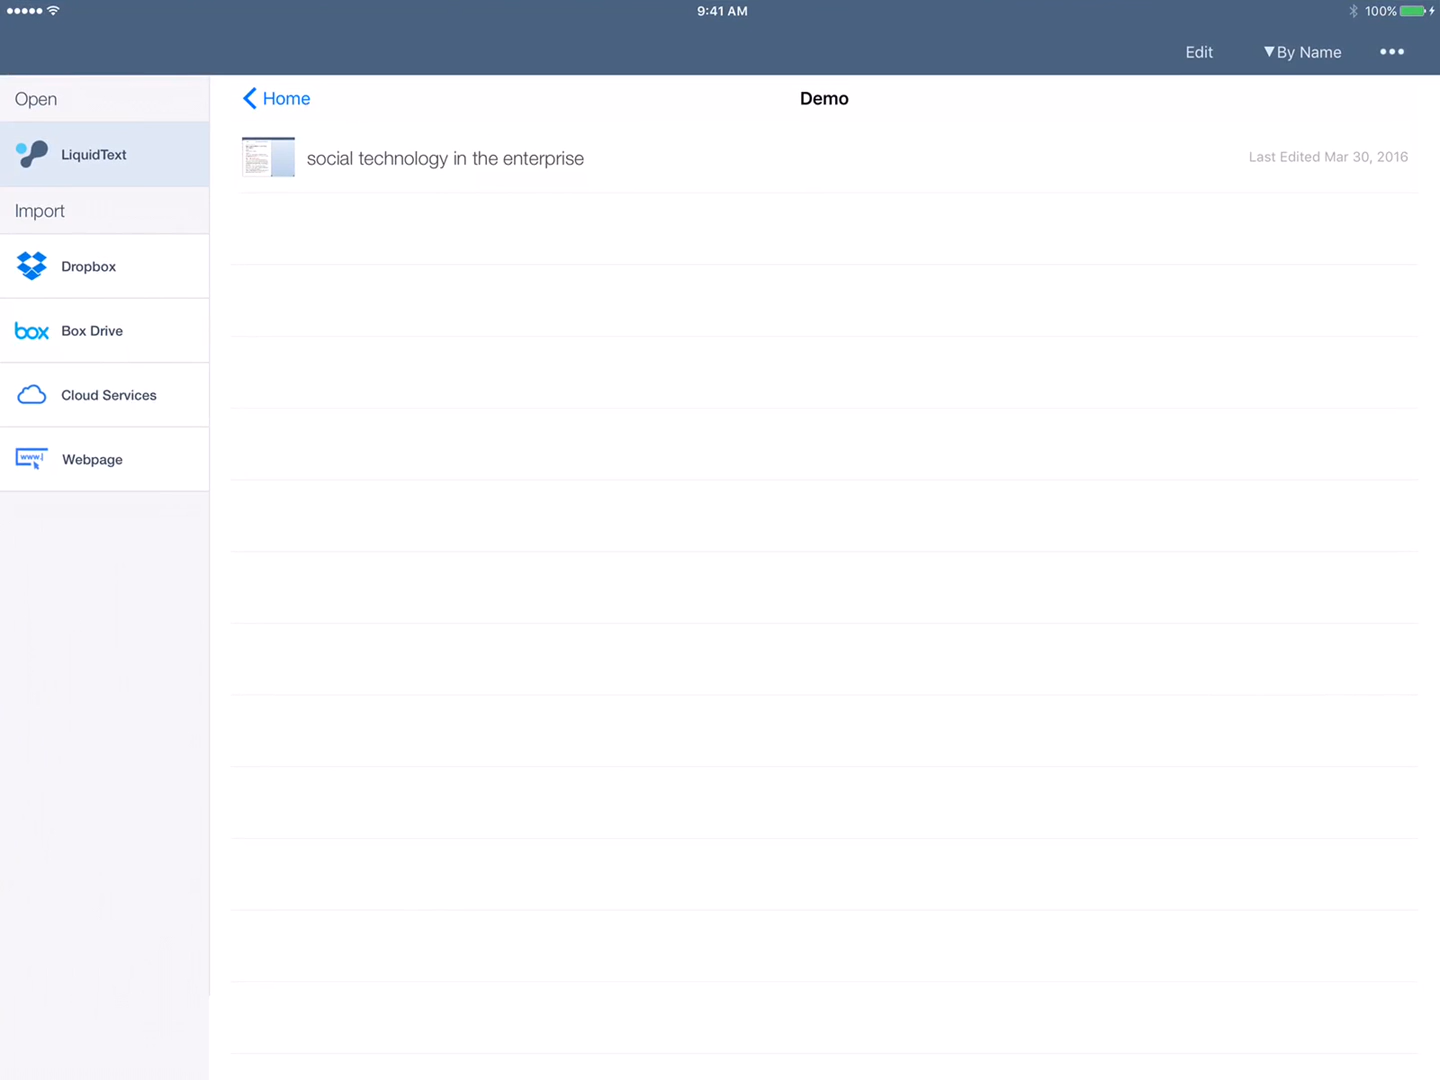 9:41 AM
100%
Edit
▼By Name
•••
Open
Home
Demo
LiquidText
social technology in the enterprise
Last Edited Mar 30, 2016
Import
Dropbox
box
Box Drive
Cloud Services
www.
Webpage